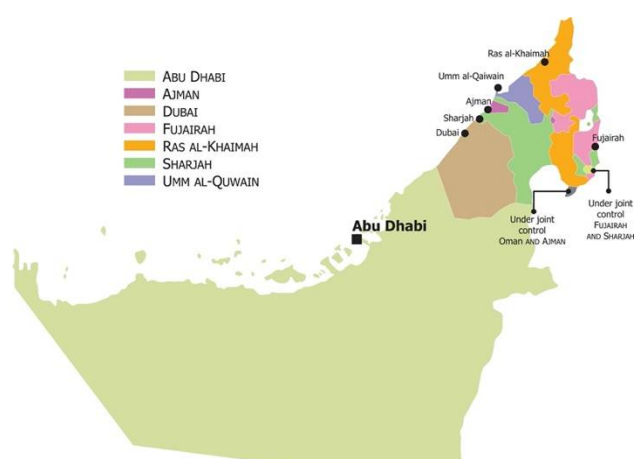 ABU DHABI
AJMAN
DUBAI
FUJAIRAH
RAS AL-KHAIMAH
SHARJAH
UMM AL-QUWAIN
Ras al-Khaimah
Umm al-Qaiwain
Ajman
Sharjah
Dubai
Fujairah
Abu Dhabi
Under joint
control
OMAN AND AJMAN
Under joint
control
FUJAIRAH
AND SHARJAH